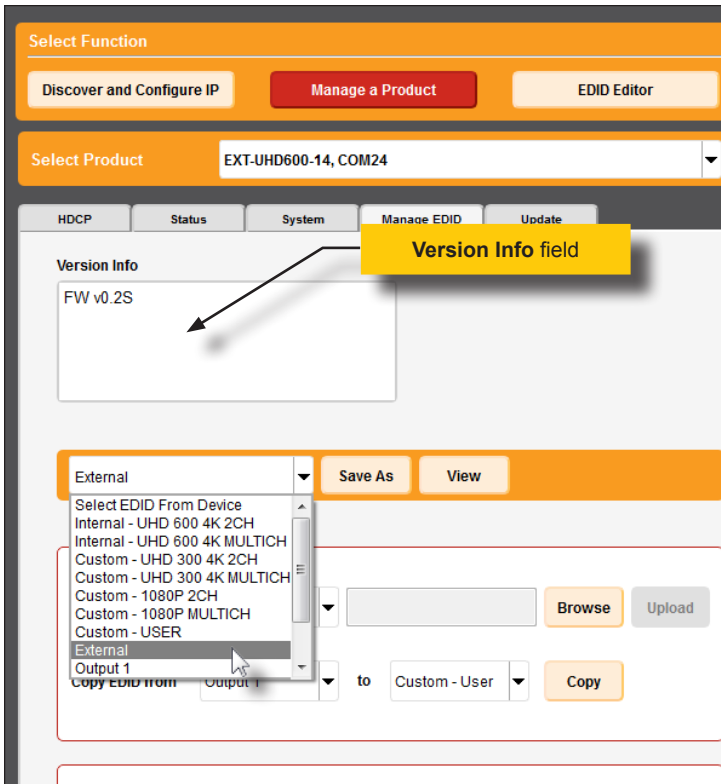 Select Function
Discover and Configure IP Manage a Product EDID Editor
Select Product EXT-UHD600-14, COM24
HDCP Status System Manage EDID Update
Version Info field
Version Info
FW v0.2S
External Save As View
Select EDID From Device
Internal - UHD 600 4K 2CH
Internal - UHD 600 4K MULTICH
Custom - UHD 300 4K 2CH
Custom - UHD 300 4K MULTICH
Custom - 1080P 2CH
Custom - 1080P MULTICH
Custom - USER
External
Output 1
Browse Upload
Copy EDID from Output 1 to Custom - User Copy